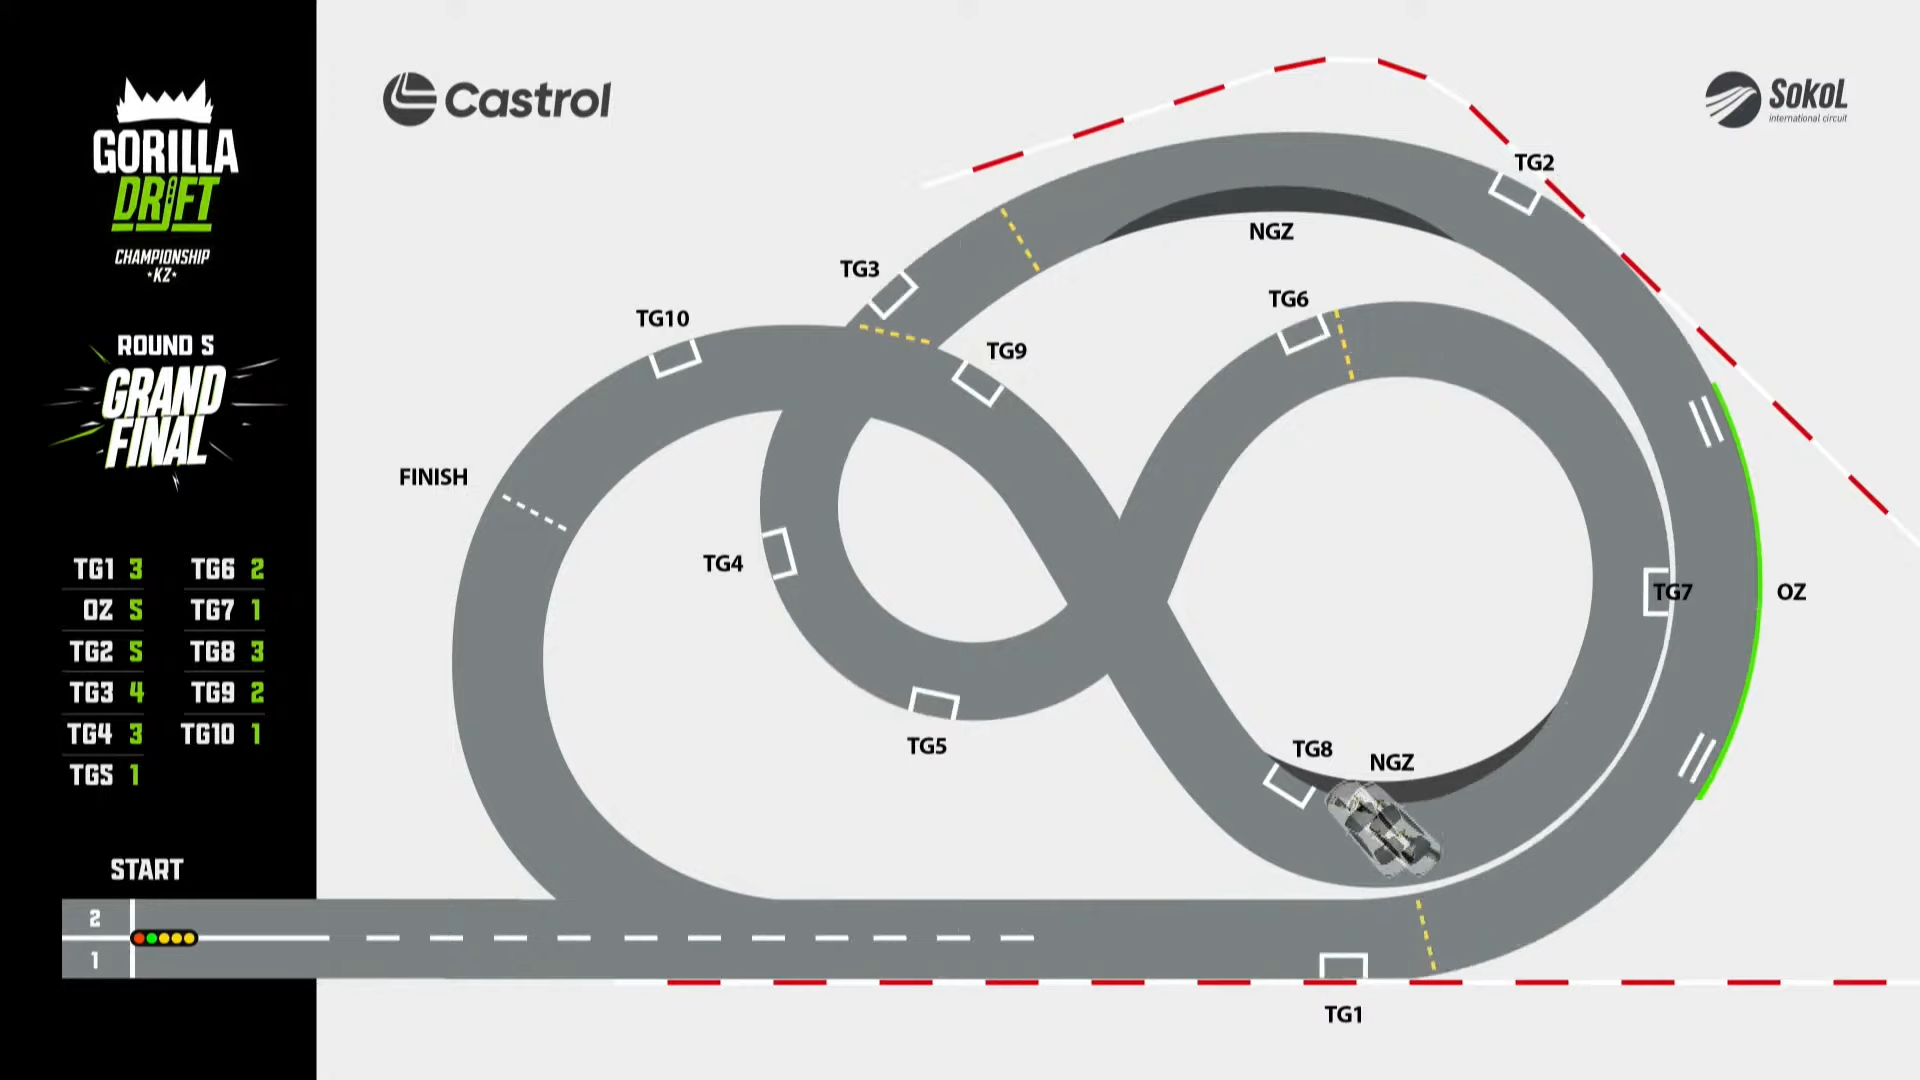 GORILLA
DRIFT
CHAMPIONSHIP
•KZ•
ROUND 5
GRAND
FINAL
TG1 3 TG6 2
OZ 5 TG7 1
TG2 5 TG8 3
TG3 4 TG9 2
TG4 3 TG10 1
TG5 1
START
2
1
Castrol
SOKOL
international circuit
TG2
NGZ
TG3
TG6
TG10
TG9
FINISH
TG4
TG7
OZ
TG5
TG8
NGZ
TG1